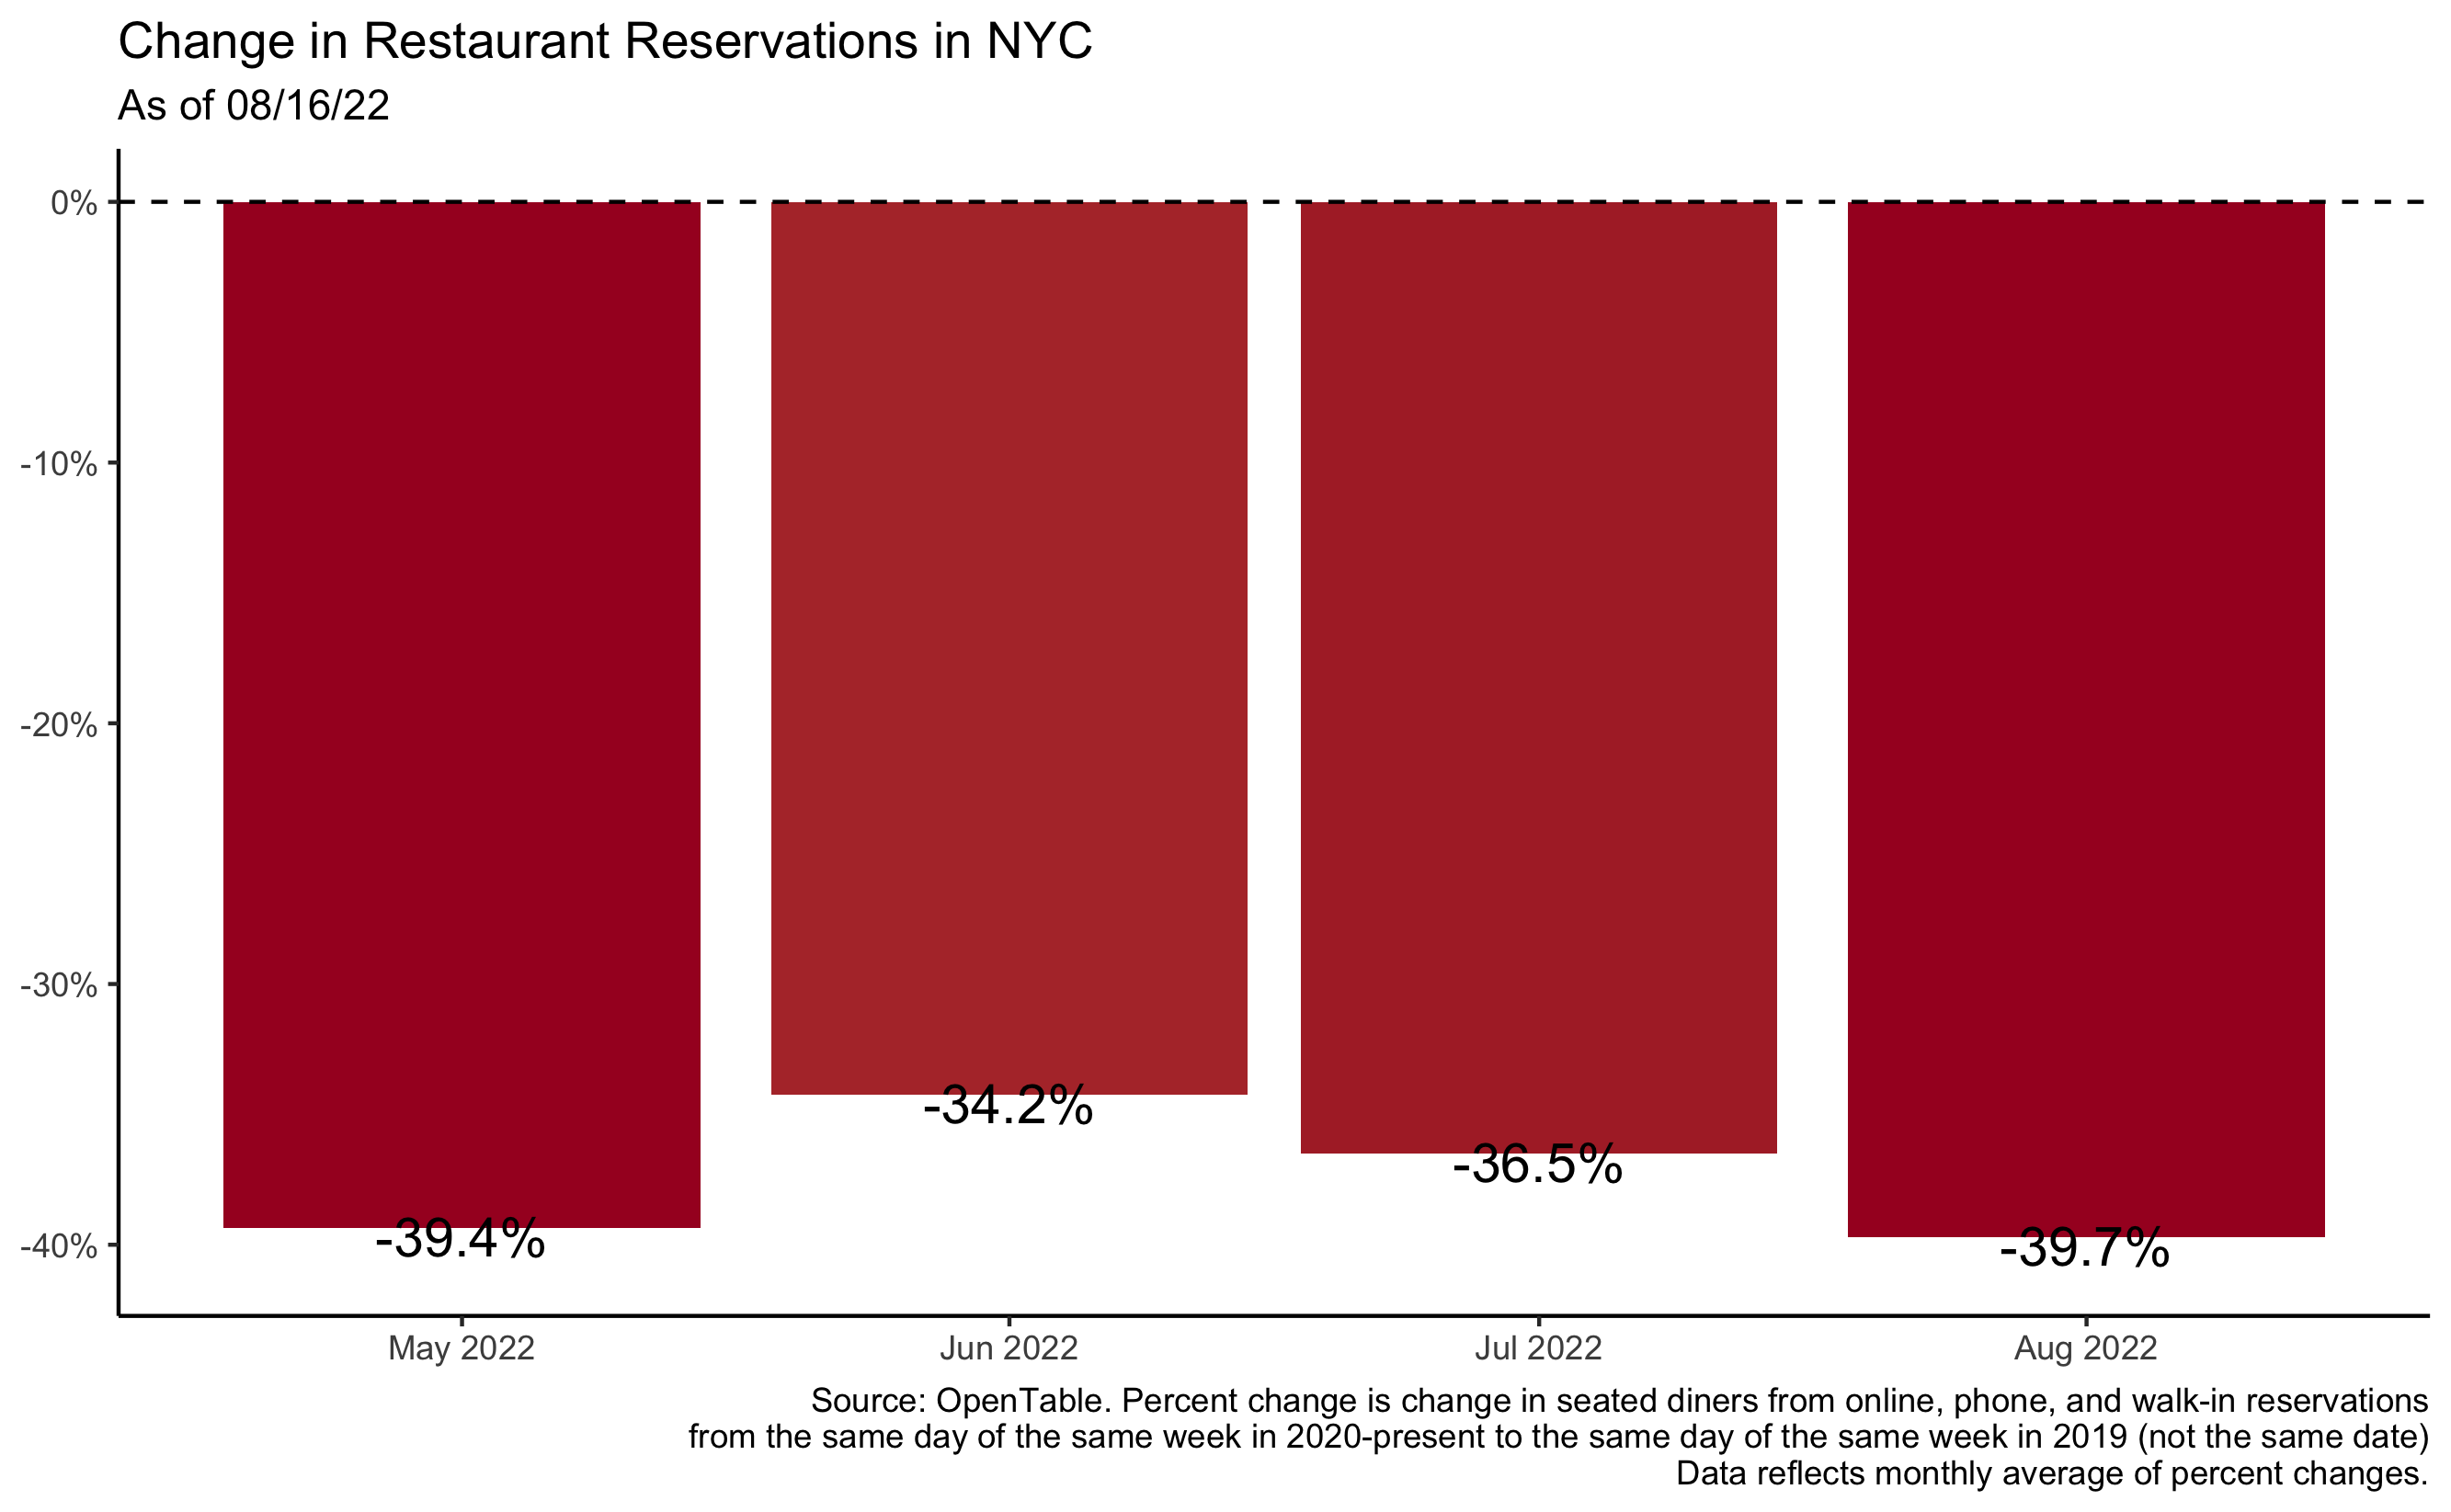 Change in Restaurant Reservations in NYC
As of 08/16/22
0%
-10%
-20%
-30%
-40%
-39.4%
-34.2%
-36.5%
-39.7%
May 2022
Jun 2022
Jul 2022
Aug 2022
Source: OpenTable. Percent change is change in seated diners from online, phone, and walk-in reservations
from the same day of the same week in 2020-present to the same day of the same week in 2019 (not the same date)
Data reflects monthly average of percent changes.